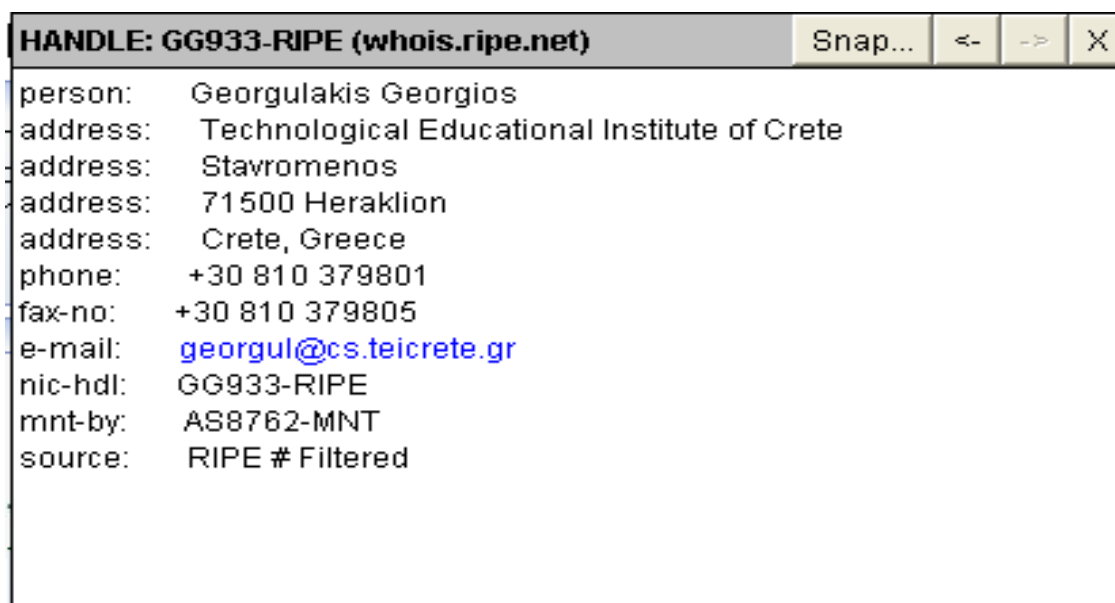 HANDLE: GG933-RIPE (whois.ripe.net) Snap... <- -> X
person: Georgulakis Georgios
address: Technological Educational Institute of Crete
address: Stavromenos
address: 71500 Heraklion
address: Crete, Greece
phone: +30 810 379801
fax-no: +30 810 379805
e-mail: georgul@cs.teicrete.gr
nic-hdl: GG933-RIPE
mnt-by: AS8762-MNT
source: RIPE # Filtered